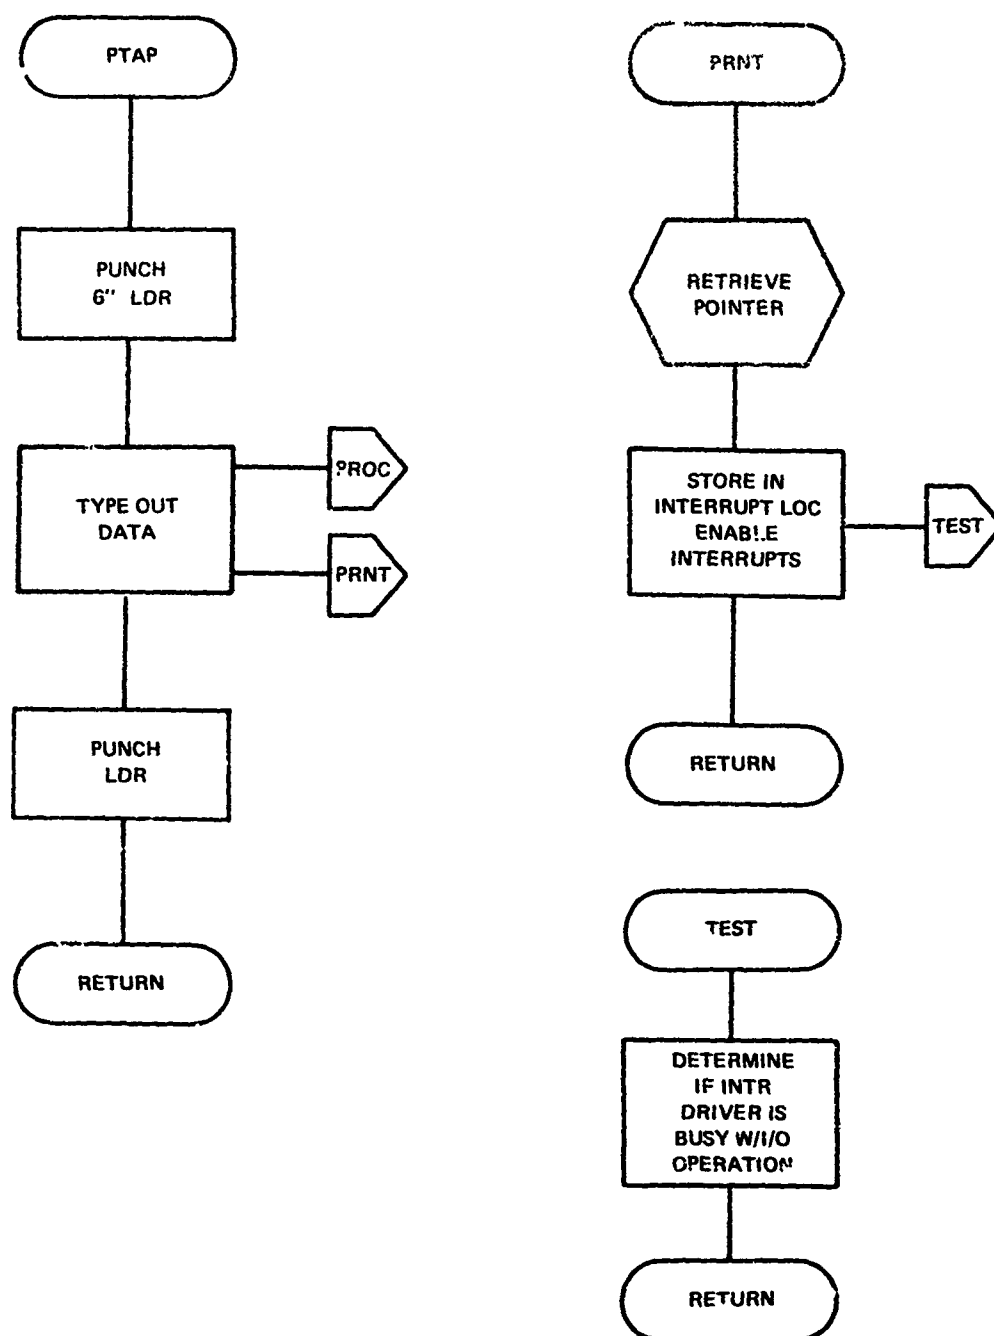 PTAP
PUNCH
6" LDR
TYPE OUT
DATA
PROC
PRNT
PUNCH
LDR
RETURN
PRNT
RETRIEVE
POINTER
STORE IN
INTERRUPT LOC
ENABLE
INTERRUPTS
TEST
RETURN
TEST
DETERMINE
IF INTR
DRIVER IS
BUSY W/I/O
OPERATION
RETURN